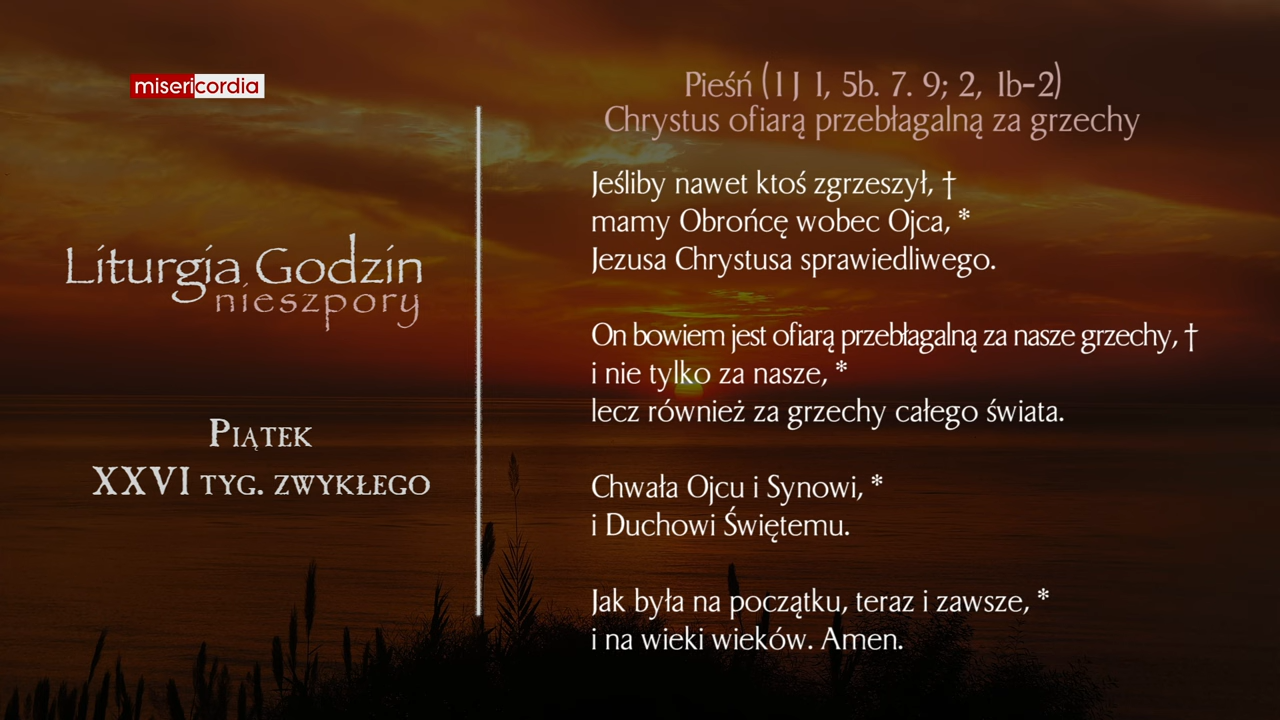 misericordia
Liturgia Godzin
nieszpory
Piątek
XXVI tyg. zwykłego
Pieśń (1 J 1, 5b. 7. 9; 2, 1b-2)
Chrystus ofiarą przebłagalną za grzechy
Jeśliby nawet ktoś zgrzeszył, †
mamy Obrońcę wobec Ojca, *
Jezusa Chrystusa sprawiedliwego.
On bowiem jest ofiarą przebłagalną za nasze grzechy, †
i nie tylko za nasze, *
lecz również za grzechy całego świata.
Chwała Ojcu i Synowi, *
i Duchowi Świętemu.
Jak była na początku, teraz i zawsze, *
i na wieki wieków. Amen.